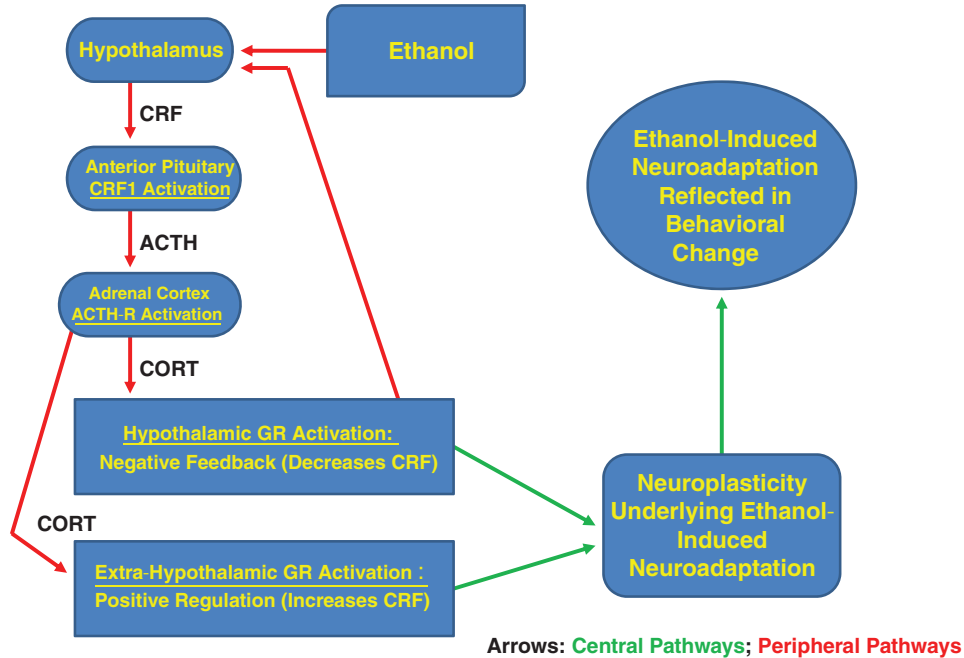 Hypothalamus
Ethanol
CRF
Anterior Pituitary
CRF1 Activation
ACTH
Adrenal Cortex
ACTH-R Activation
CORT
Hypothalamic GR Activation:
Negative Feedback (Decreases CRF)
CORT
Extra-Hypothalamic GR Activation :
Positive Regulation (Increases CRF)
Ethanol-Induced
Neuroadaptation
Reflected in
Behavioral
Change
Neuroplasticity
Underlying Ethanol-
Induced
Neuroadaptation
Arrows: Central Pathways; Peripheral Pathways